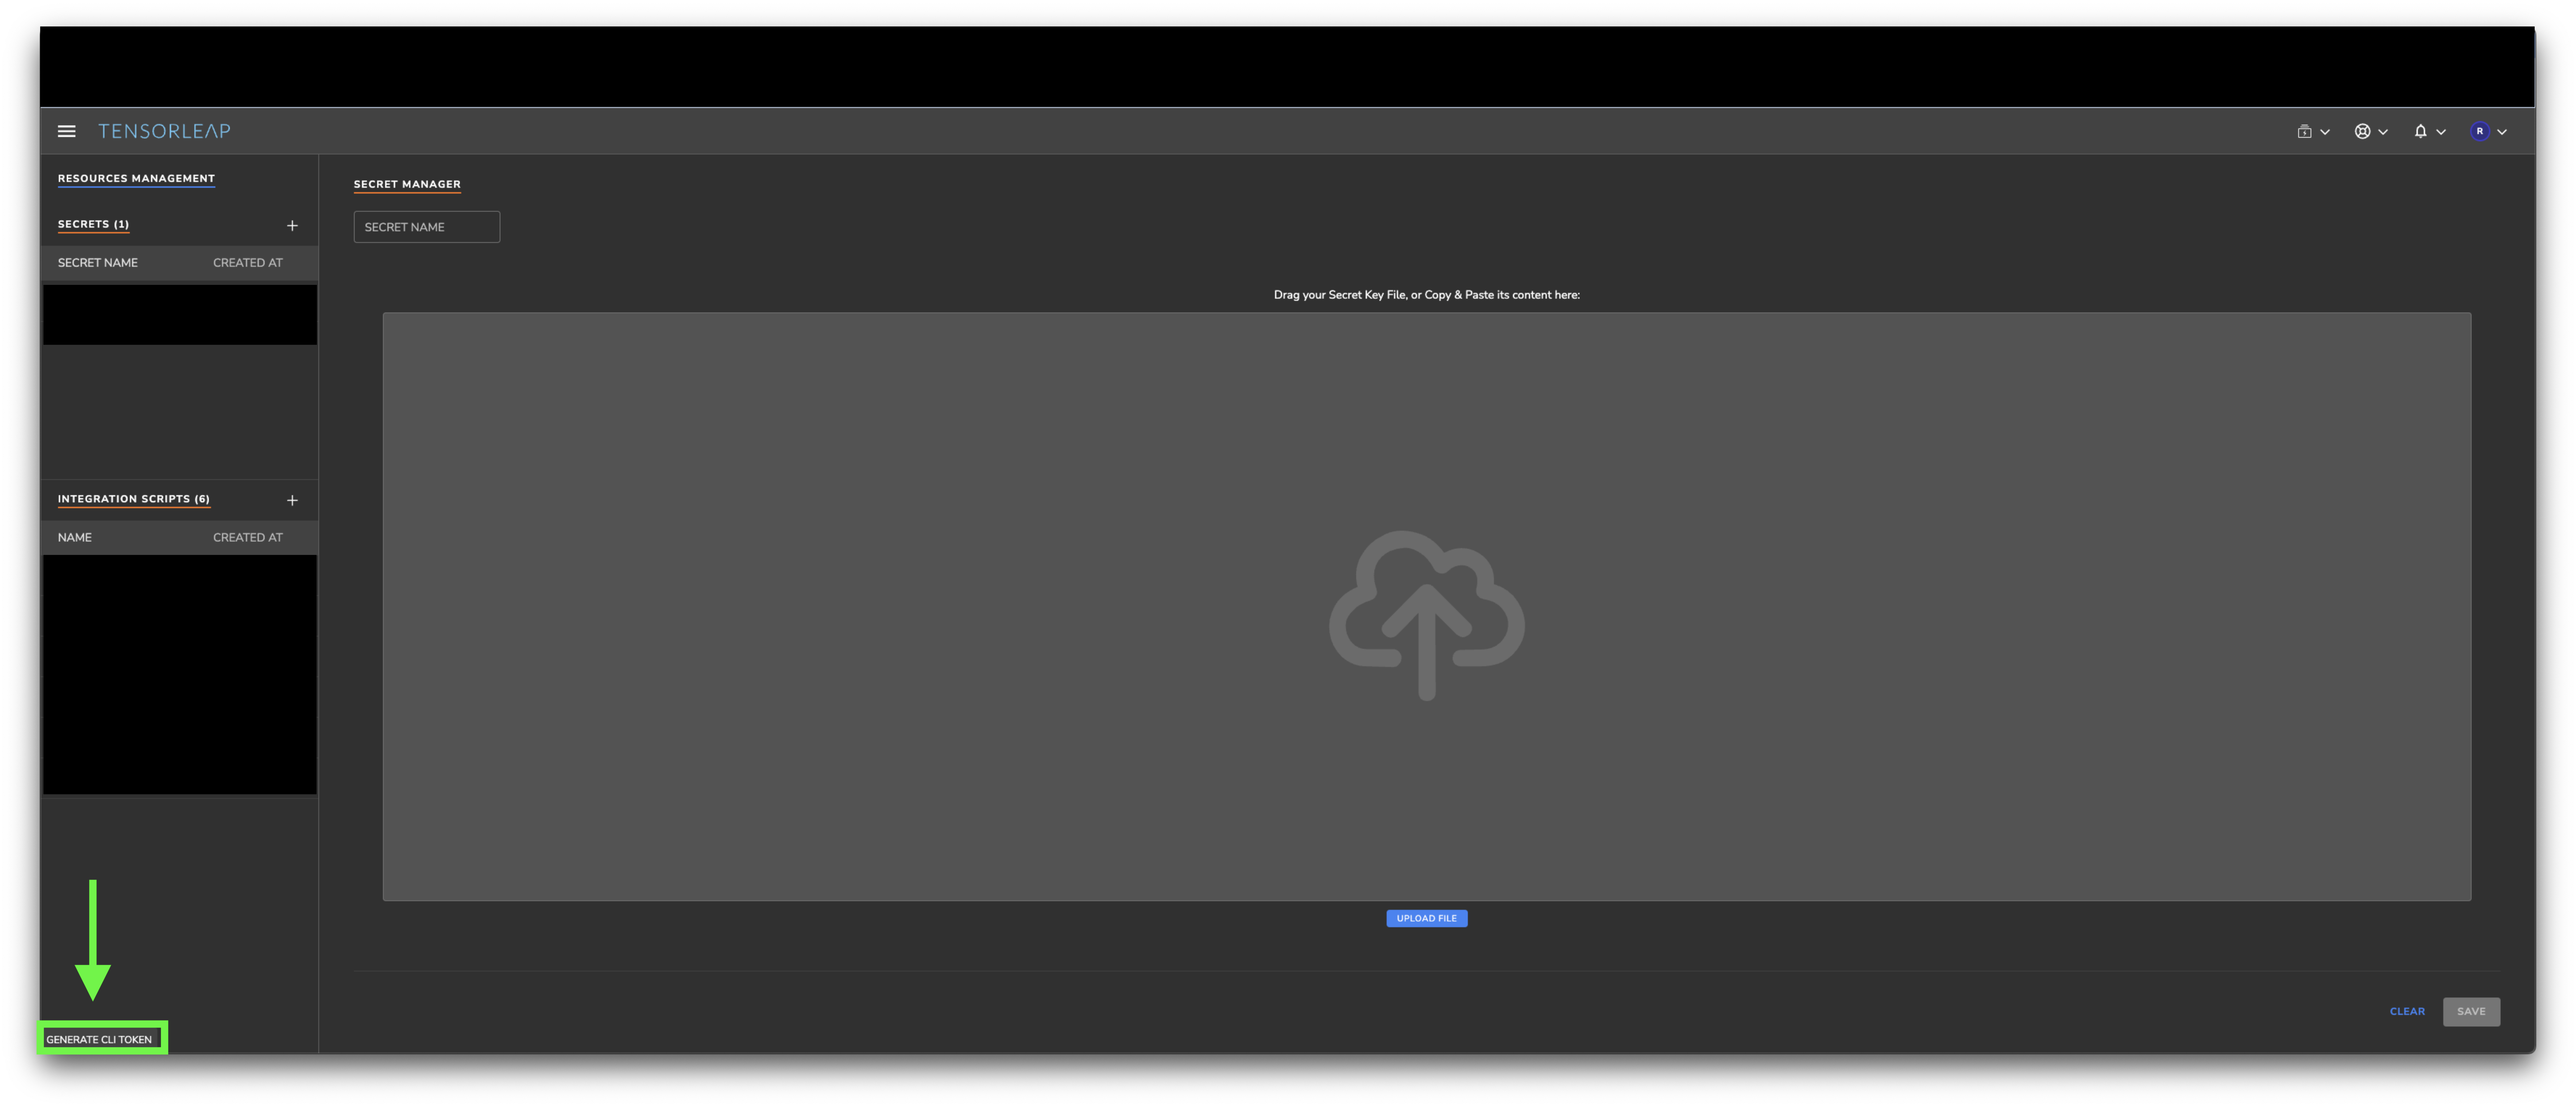 TENSORLEAP
R
RESOURCES MANAGEMENT
SECRETS (1)
+
SECRET NAME CREATED AT
INTEGRATION SCRIPTS (6)
+
NAME CREATED AT
GENERATE CLI TOKEN
SECRET MANAGER
SECRET NAME
Drag your Secret Key File, or Copy & Paste its content here:
UPLOAD FILE
CLEAR SAVE